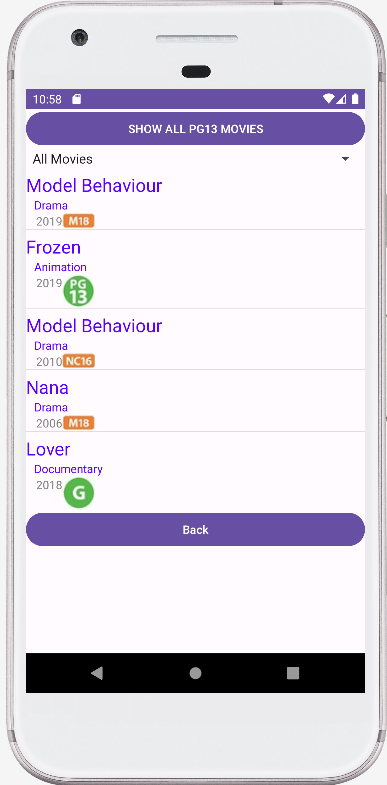 10:58
SHOW ALL PG13 MOVIES
All Movies
Model Behaviour
Drama
2019 M18
Frozen
Animation
2019 PG 13
Model Behaviour
Drama
2010 NC16
Nana
Drama
2006 M18
Lover
Documentary
2018 G
Back